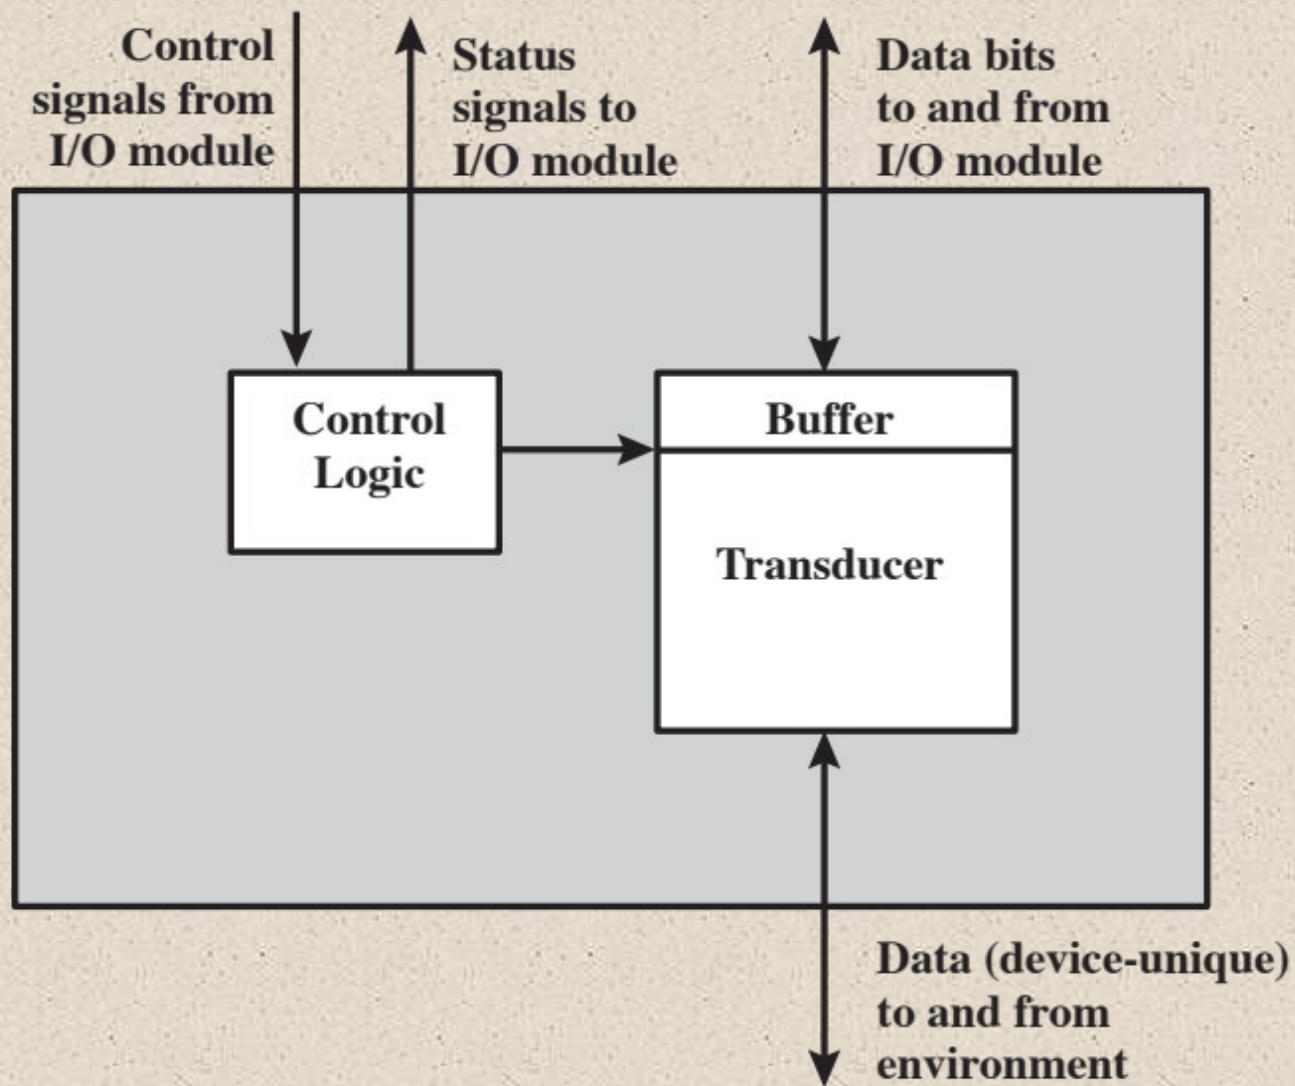 Control
signals from
I/O module
Status
signals to
I/O module
Data bits
to and from
I/O module
Control
Logic
Buffer
Transducer
Data (device-unique)
to and from
environment